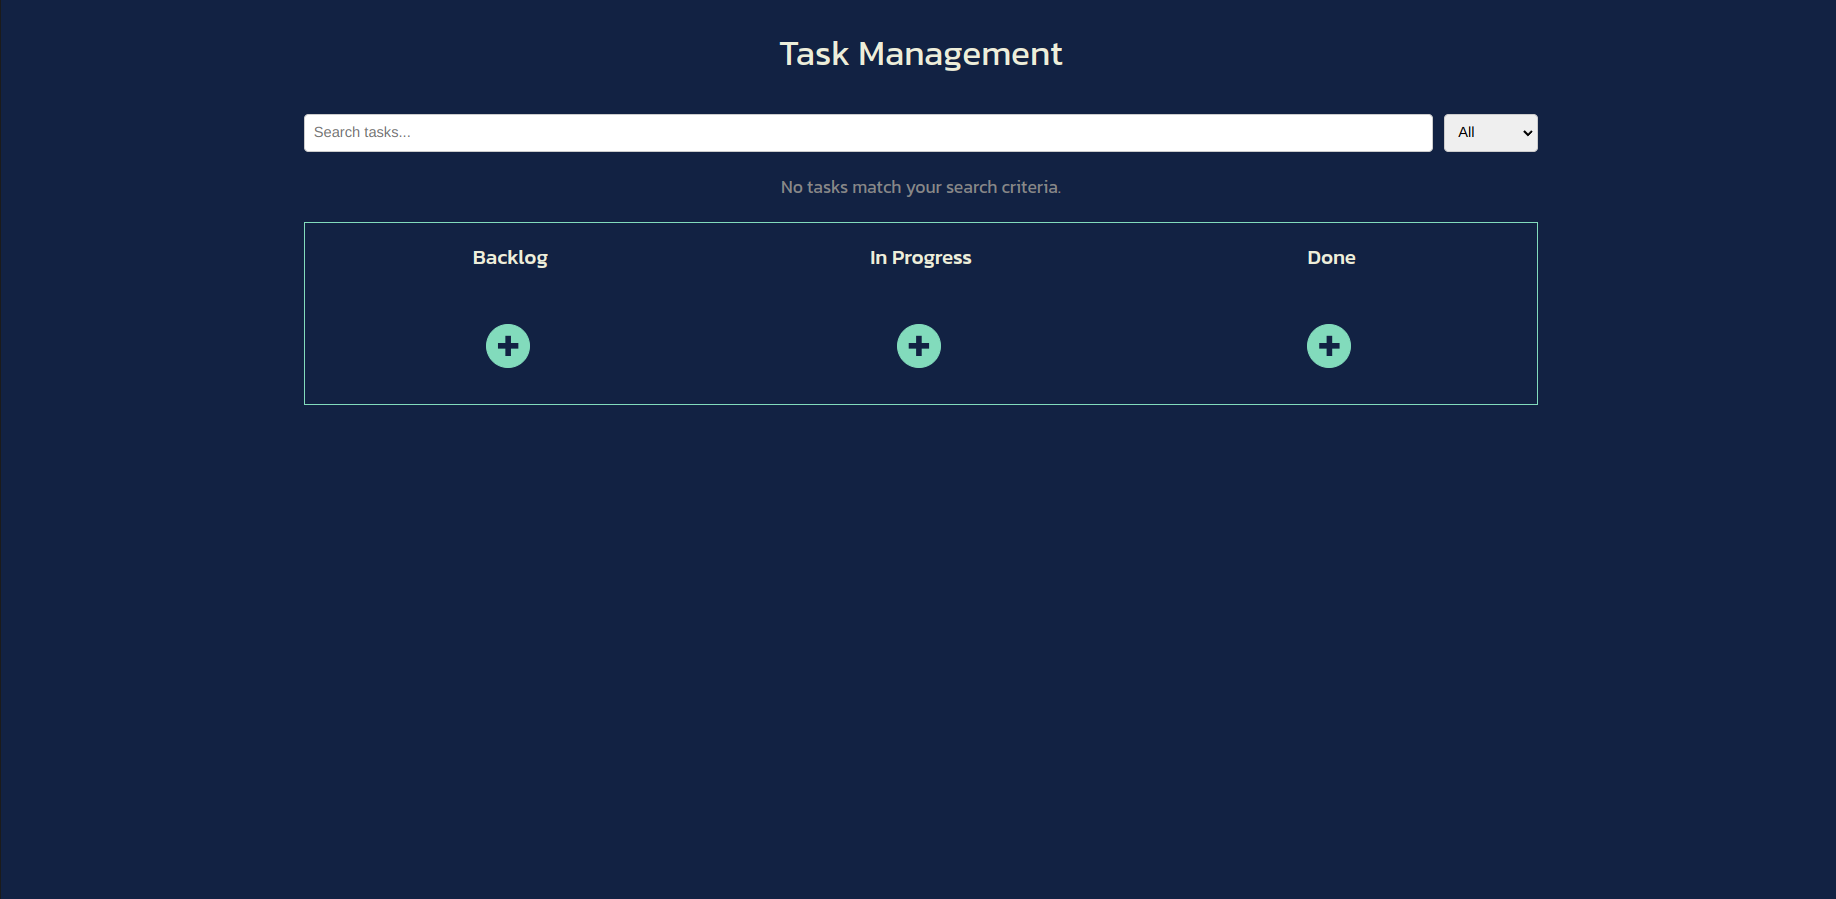 Task Management
Search tasks...
All
No tasks match your search criteria.
Backlog
In Progress
Done